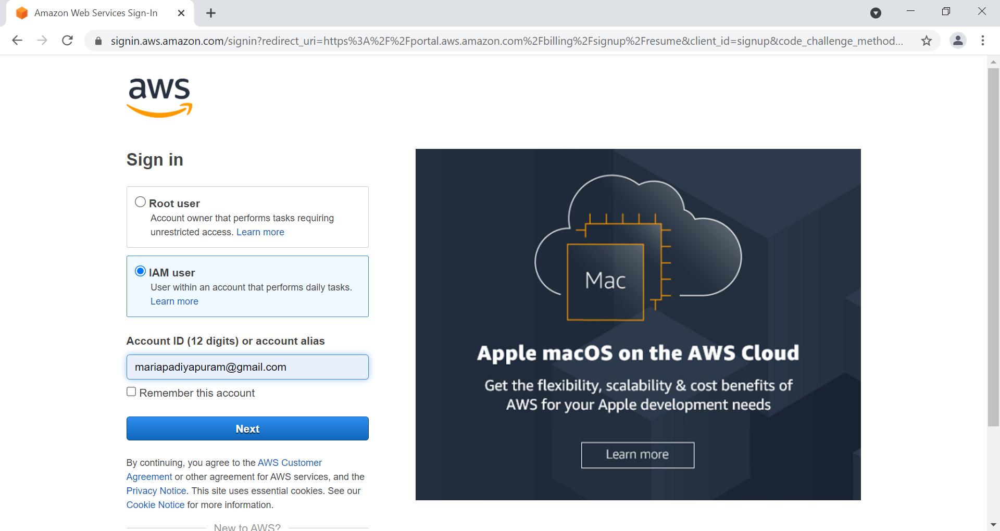 Amazon Web Services Sign-In
signin.aws.amazon.com/signin?redirect_uri=https%3A%2F%2Fportal.aws.amazon.com%2Fbilling%2Fsignup%2Fresume&client_id=signup&code_challenge_method...
aws
Sign in
Root user
Account owner that performs tasks requiring
unrestricted access. Learn more
IAM user
User within an account that performs daily tasks.
Learn more
Account ID (12 digits) or account alias
mariapadiyapuram@gmail.com
Remember this account
Next
By continuing, you agree to the AWS Customer
Agreement or other agreement for AWS services, and the
Privacy Notice. This site uses essential cookies. See our
Cookie Notice for more information.
New to AWS?
Mac
Apple macOS on the AWS Cloud
Get the flexibility, scalability & cost benefits of
AWS for your Apple development needs
Learn more